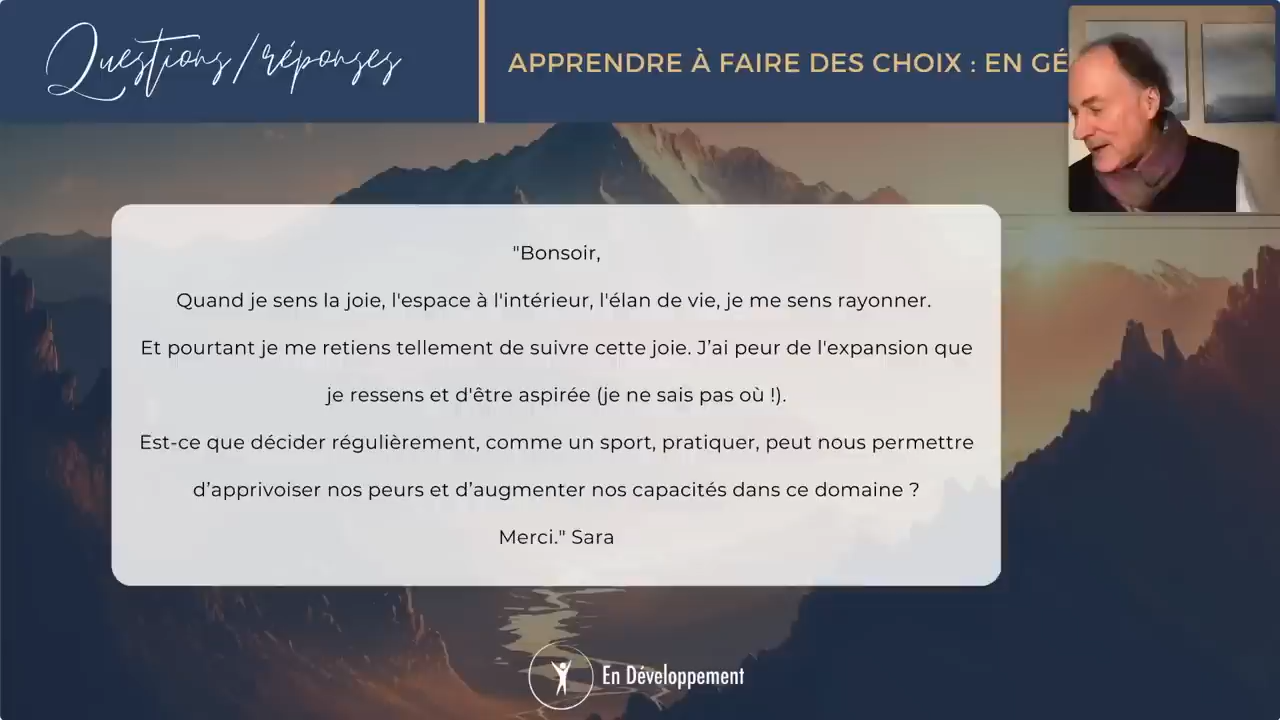 Questions/réponses
APPRENDRE À FAIRE DES CHOIX : EN
"Bonsoir,
Quand je sens la joie, l'espace à l'intérieur, l'élan de vie, je me sens rayonner.
Et pourtant je me retiens tellement de suivre cette joie. J’ai peur de l'expansion que
je ressens et d'être aspirée (je ne sais pas où !).
Est-ce que décider régulièrement, comme un sport, pratiquer, peut nous permettre
d’apprivoiser nos peurs et d’augmenter nos capacités dans ce domaine ?
Merci." Sara
En Développement